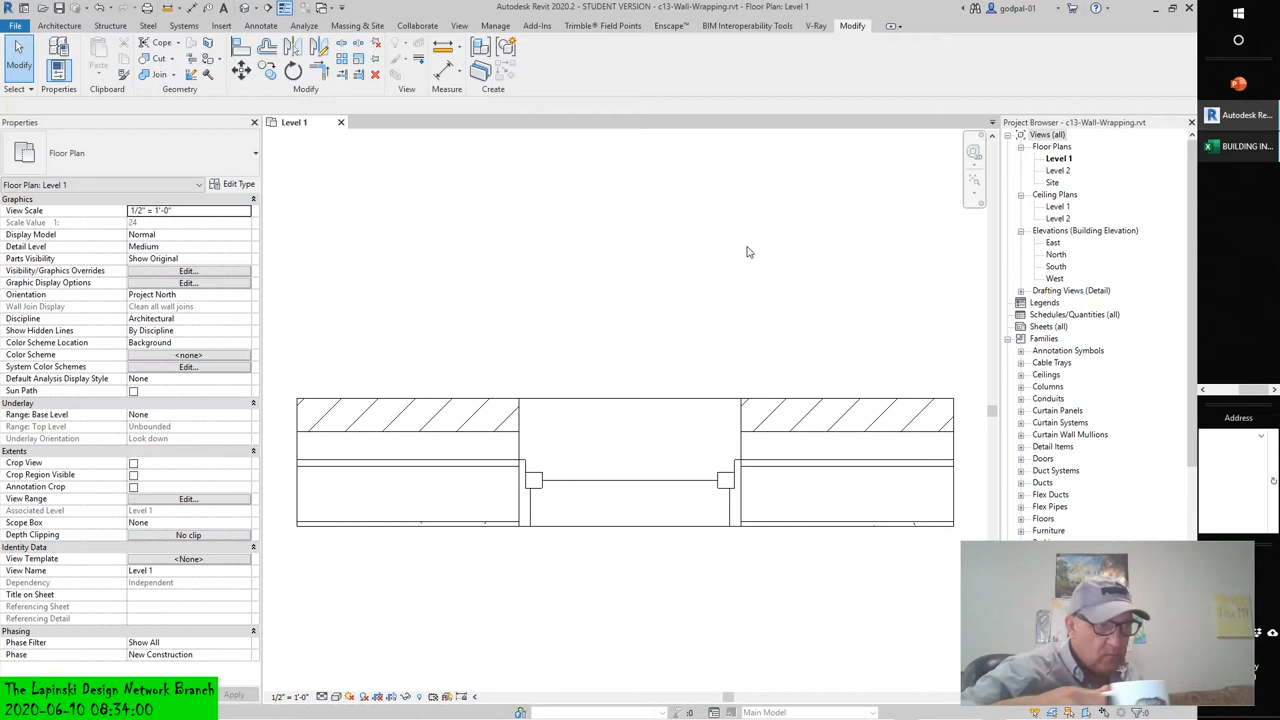 Autodesk Revit 2020.2 - STUDENT VERSION - c13-Wall-Wrapping.rvt - Floor Plan: Level 1
godpal-01
File Architecture Structure Steel Systems Insert Annotate Analyze Massing & Site Collaborate View Manage Add-Ins Trimble® Field Points Enscape™ BIM Interoperability Tools V-Ray Modify
Modify
Properties
Paste
Cope
Cut
Join
Select Properties Clipboard Geometry Modify View Measure Create
Properties
Floor Plan
Floor Plan: Level 1
Edit Type
Graphics
View Scale 1/2" = 1'-0"
Scale Value 1: 24
Display Model Normal
Detail Level Medium
Parts Visibility Show Original
Visibility/Graphics Overrides Edit...
Graphic Display Options Edit...
Orientation Project North
Wall Join Display Clean all wall joins
Discipline Architectural
Show Hidden Lines By Discipline
Color Scheme Location Background
Color Scheme <none>
System Color Schemes Edit...
Default Analysis Display Style None
Sun Path
Underlay
Range: Base Level None
Range: Top Level Unbounded
Underlay Orientation Look down
Extents
Crop View
Crop Region Visible
Annotation Crop
View Range Edit...
Associated Level Level 1
Scope Box None
Depth Clipping No clip
Identity Data
View Template <None>
View Name Level 1
Dependency Independent
Title on Sheet
Referencing Sheet
Referencing Detail
Phasing
Phase Filter Show All
Phase New Construction
Apply
The Lapinski Design Network Branch
2020-06-10 08:34:00
Level 1
1/2" = 1'-0"
:0
Main Model
:0
Project Browser - c13-Wall-Wrapping.rvt
Views (all)
Floor Plans
Level 1
Level 2
Site
Ceiling Plans
Level 1
Level 2
Elevations (Building Elevation)
East
North
South
West
Drafting Views (Detail)
Legends
Schedules/Quantities (all)
Sheets (all)
Families
Annotation Symbols
Cable Trays
Ceilings
Columns
Conduits
Curtain Panels
Curtain Systems
Curtain Wall Mullions
Detail Items
Doors
Duct Systems
Ducts
Flex Ducts
Flex Pipes
Floors
Furniture
Autodesk Re...
BUILDING IN...
Address